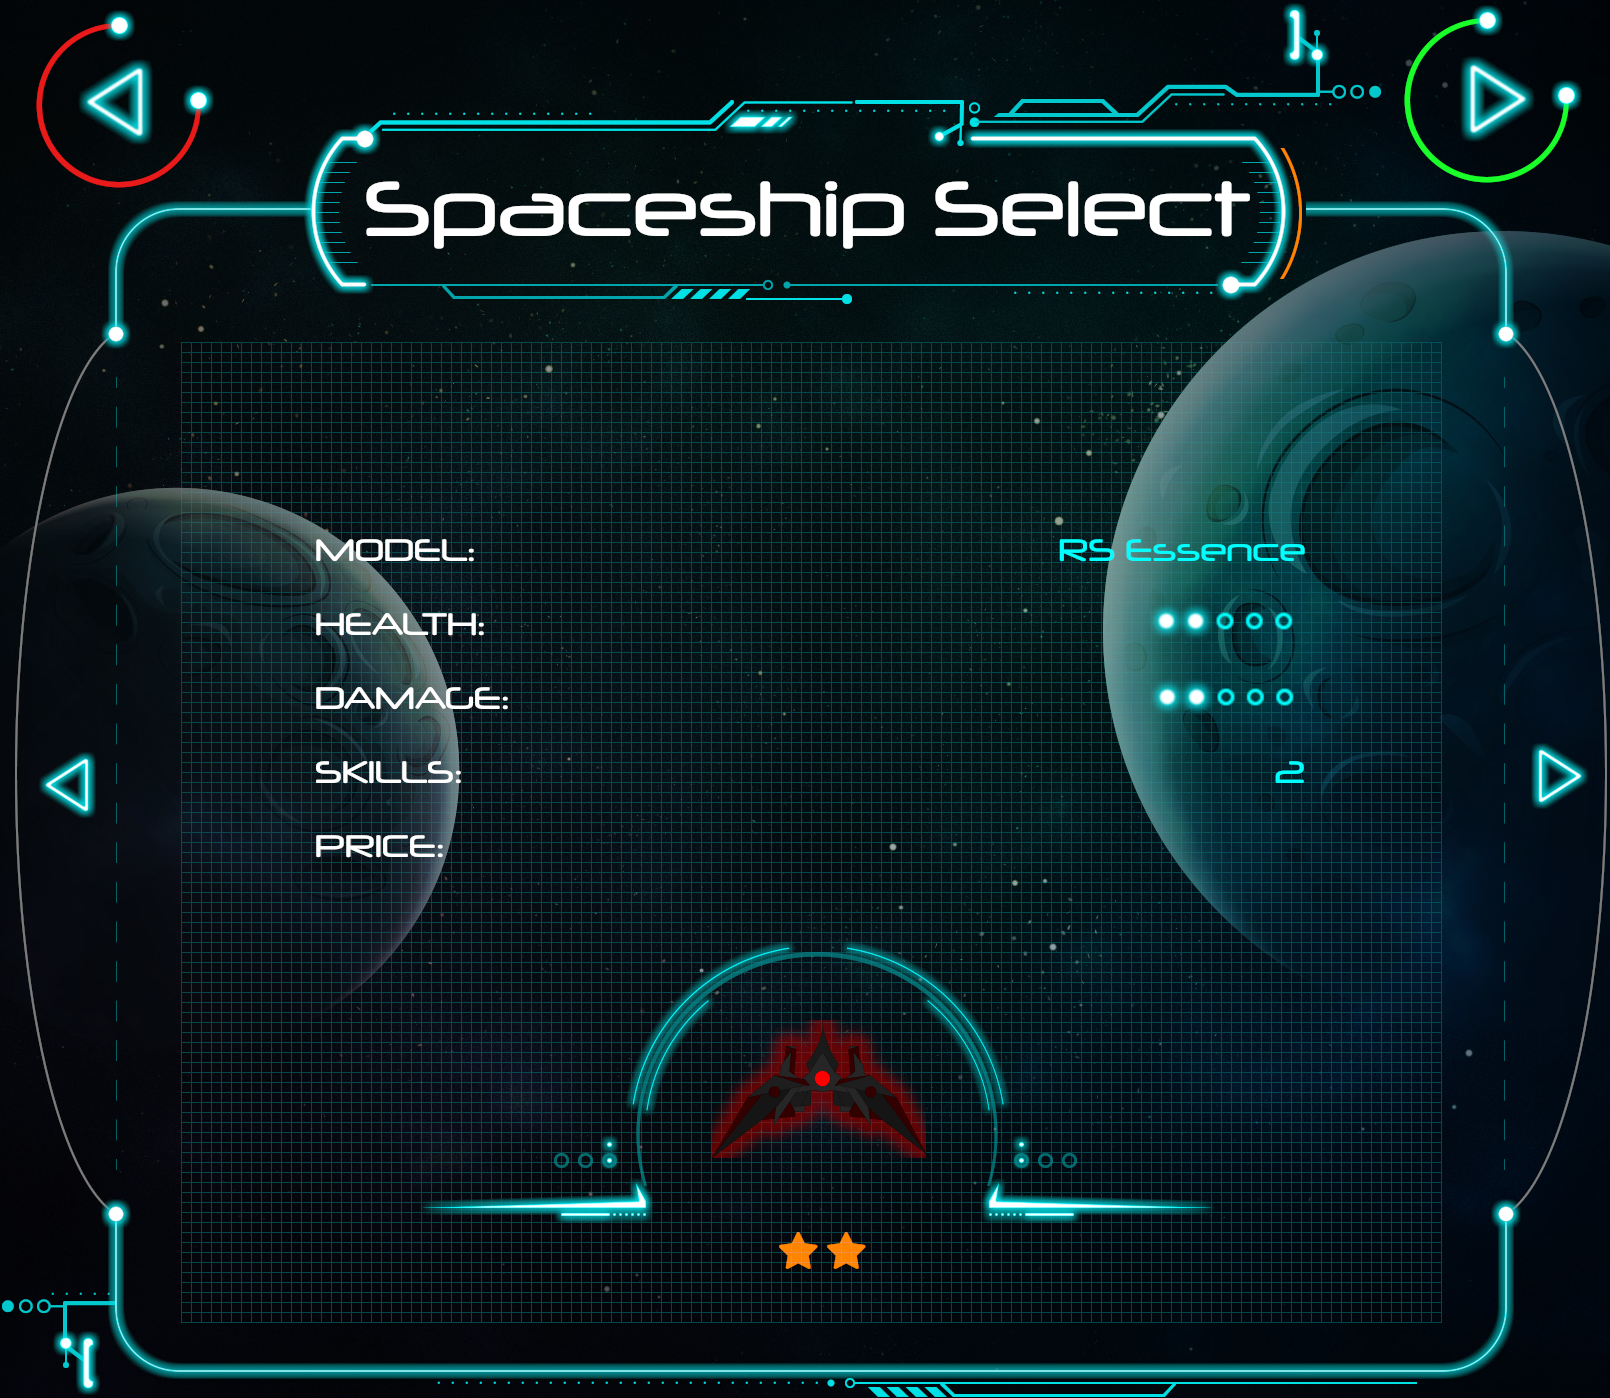 Spaceship Select
MODEL: RS Essence
HEALTH:
DAMAGE:
SKILLS: 2
PRICE: